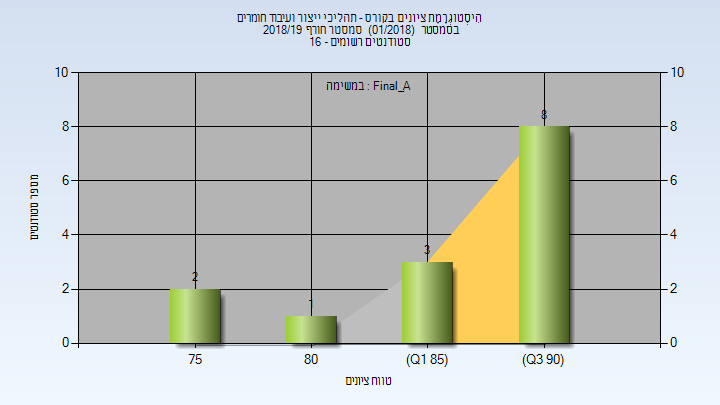 היסטוגרמת ציונים בקורס - תהליכי ייצור ועיבוד חומרים
בסמסטר (01/2018) סמסטר חורף 2018/19
סטודנטים רשומים - 16
במשימה : Final_A
10 10
8 8
8
6 6
מספר סטודנטים
4 4
3
2 2
2
1
0 0
75 80 (Q1 85) (Q3 90)
טווח ציונים